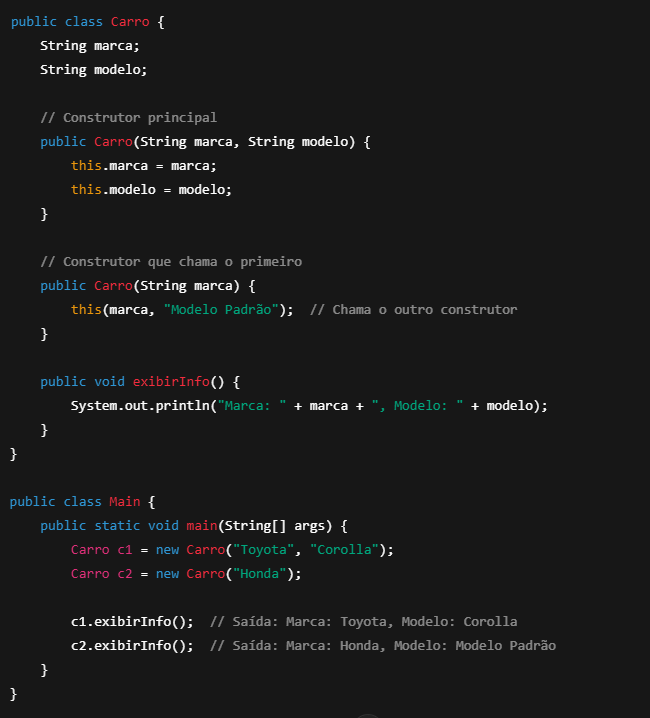 public class Carro {
    String marca;
    String modelo;

    // Construtor principal
    public Carro(String marca, String modelo) {
        this.marca = marca;
        this.modelo = modelo;
    }

    // Construtor que chama o primeiro
    public Carro(String marca) {
        this(marca, "Modelo Padrão");  // Chama o outro construtor
    }

    public void exibirInfo() {
        System.out.println("Marca: " + marca + ", Modelo: " + modelo);
    }
}

public class Main {
    public static void main(String[] args) {
        Carro c1 = new Carro("Toyota", "Corolla");
        Carro c2 = new Carro("Honda");

        c1.exibirInfo();  // Saída: Marca: Toyota, Modelo: Corolla
        c2.exibirInfo();  // Saída: Marca: Honda, Modelo: Modelo Padrão
    }
}